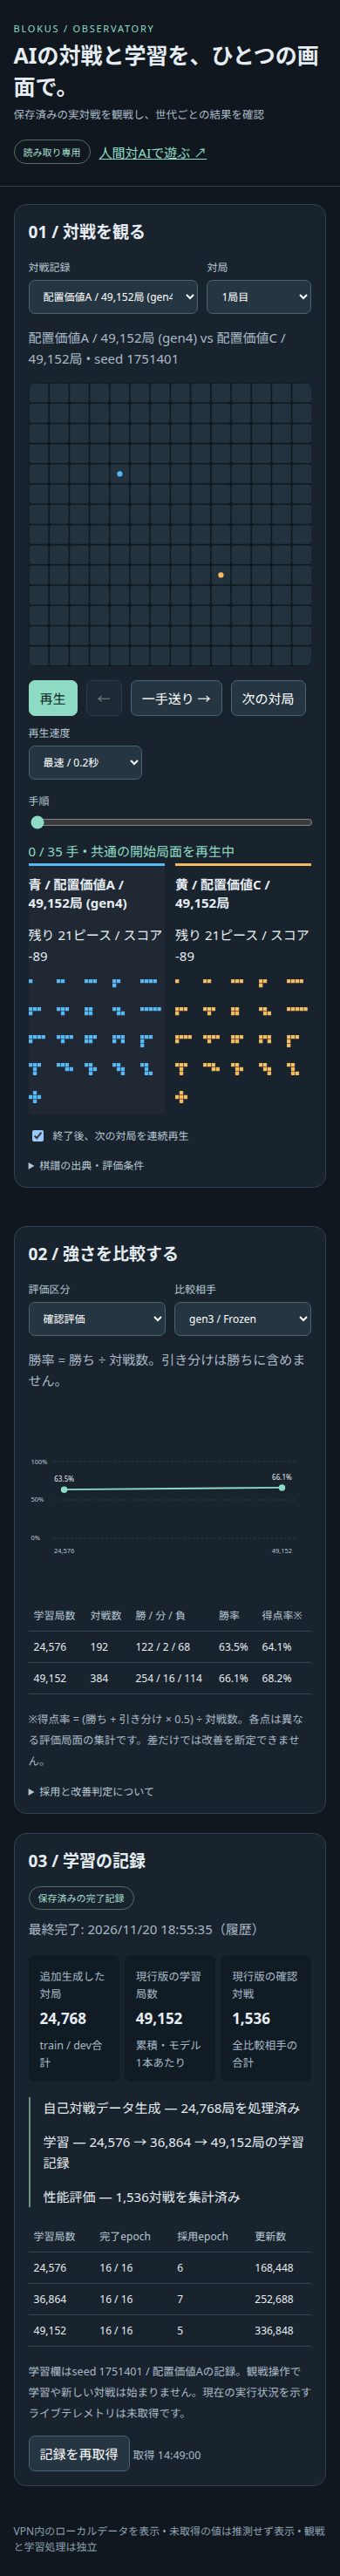 BLOKUS / OBSERVATORY
AIの対戦と学習を、ひとつの画
面で。
保存済みの実対戦を観戦し、世代ごとの結果を確認
読み取り専用
人間対AIで遊ぶ ↗
01 / 対戦を観る
対戦記録
対局
配置価値A / 49,152局 (gen4
1局目
配置価値A / 49,152局 (gen4) vs 配置価値C /
49,152局 • seed 1751401
再生
←
一手送り →
次の対局
再生速度
最速 / 0.2秒
手順
0 / 35 手 • 共通の開始局面を再生中
青 / 配置価値A /
49,152局 (gen4)
残り 21ピース / スコア
-89
黄 / 配置価値C /
49,152局
残り 21ピース / スコア
-89
終了後、次の対局を連続再生
▶ 棋譜の出典・評価条件
02 / 強さを比較する
評価区分
比較相手
確認評価
gen3 / Frozen
勝率 = 勝ち ÷ 対戦数。引き分けは勝ちに含めま
せん。
100%
63.5%
66.1%
50%
0%
24,576
49,152
学習局数 対戦数 勝 / 分 / 負 勝率 得点率※
24,576 192 122 / 2 / 68 63.5% 64.1%
49,152 384 254 / 16 / 114 66.1% 68.2%
※得点率 = (勝ち + 引き分け × 0.5) ÷ 対戦数。各点は異な
る評価局面の集計です。差だけでは改善を断定できませ
ん。
▶ 採用と改善判定について
03 / 学習の記録
保存済みの完了記録
最終完了: 2026/11/20 18:55:35（履歴）
追加生成した
対局
24,768
train / dev合
計
現行版の学習
局数
49,152
累積・モデル
1本あたり
現行版の確認
対戦
1,536
全比較相手の
合計
自己対戦データ生成 — 24,768局を処理済み
学習 — 24,576 → 36,864 → 49,152局の学習
記録
性能評価 — 1,536対戦を集計済み
学習局数 完了epoch 採用epoch 更新数
24,576 16 / 16 6 168,448
36,864 16 / 16 7 252,688
49,152 16 / 16 5 336,848
学習欄はseed 1751401 / 配置価値Aの記録。観戦操作で
学習や新しい対戦は始まりません。現在の実行状況を示す
ライブテレメトリは未取得です。
記録を再取得
取得 14:49:00
VPN内のローカルデータを表示 • 未取得の値は推測せず表示 • 観戦
と学習処理は独立